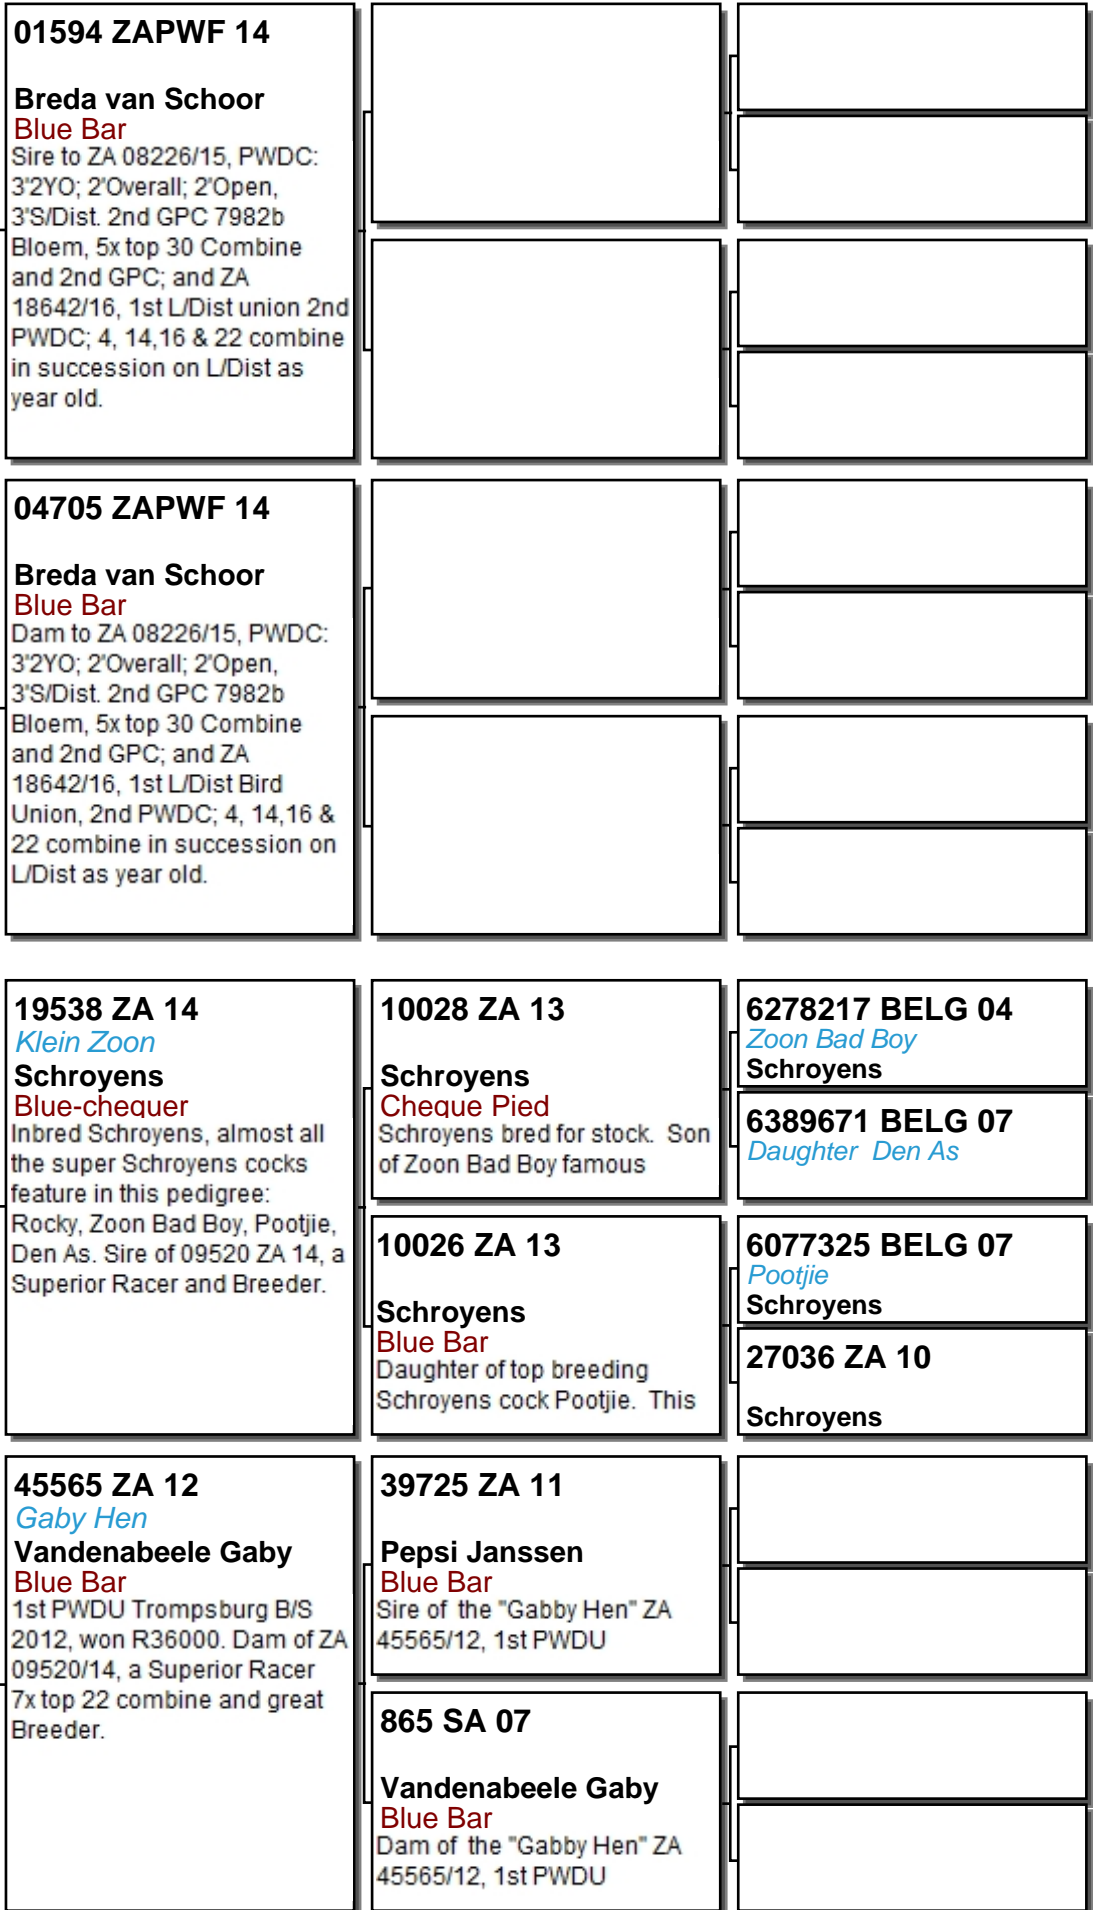 01594 ZAPWF 14
Breda van Schoor
Blue Bar
Sire to ZA 08226/15, PWDC:
3'2YO; 2'Overall; 2'Open,
3'S/Dist. 2nd GPC 7982b
Bloem, 5x top 30 Combine
and 2nd GPC; and ZA
18642/16, 1st L/Dist union 2nd
PWDC; 4, 14,16 & 22 combine
in succession on L/Dist as
year old.
04705 ZAPWF 14
Breda van Schoor
Blue Bar
Dam to ZA 08226/15, PWDC:
3'2YO; 2'Overall; 2'Open,
3'S/Dist. 2nd GPC 7982b
Bloem, 5x top 30 Combine
and 2nd GPC; and ZA
18642/16, 1st L/Dist Bird
Union, 2nd PWDC; 4, 14,16 &
22 combine in succession on
L/Dist as year old.
19538 ZA 14
Klein Zoon
Schroyens
Blue-chequer
Inbred Schroyens, almost all
the super Schroyens cocks
feature in this pedigree:
Rocky, Zoon Bad Boy, Pootjie,
Den As. Sire of 09520 ZA 14, a
Superior Racer and Breeder.
10028 ZA 13
Schroyens
Cheque Pied
Schroyens bred for stock.  Son
of Zoon Bad Boy famous
6278217 BELG 04
Zoon Bad Boy
Schroyens
6389671 BELG 07
Daughter  Den As
10026 ZA 13
Schroyens
Blue Bar
Daughter of top breeding
Schroyens cock Pootjie.  This
6077325 BELG 07
Pootjie
Schroyens
27036 ZA 10
Schroyens
45565 ZA 12
Gaby Hen
Vandenabeele Gaby
Blue Bar
1st PWDU Trompsburg B/S
2012, won R36000. Dam of ZA
09520/14, a Superior Racer
7x top 22 combine and great
Breeder.
39725 ZA 11
Pepsi Janssen
Blue Bar
Sire of  the "Gabby Hen" ZA
45565/12, 1st PWDU
865 SA 07
Vandenabeele Gaby
Blue Bar
Dam of  the "Gabby Hen" ZA
45565/12, 1st PWDU